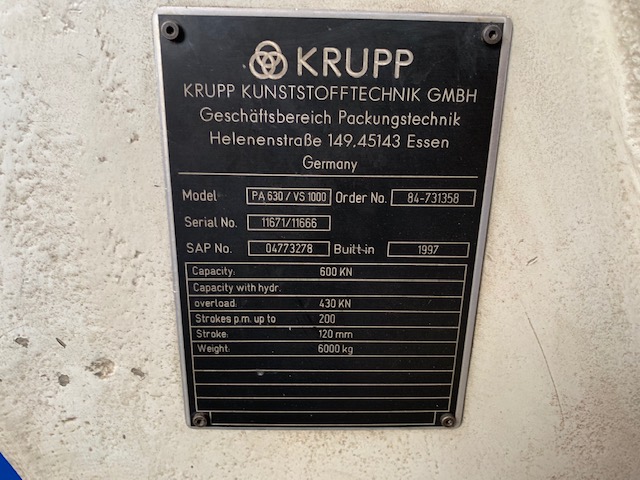 KRUPP
KRUPP KUNSTSTOFFTECHNIK GMBH
Geschäftsbereich Packungstechnik
Helenenstraße 149,45143 Essen
Germany
Model PA 630 / VS 1000 Order No. 84-731358
Serial No. 11671/11666
SAP No. 04773278 Built in 1997
Capacity: 600 KN
Capacity with hydr.
overload: 430 KN
Strokes p.m. up to 200
Stroke: 120 mm
Weight: 6000 kg